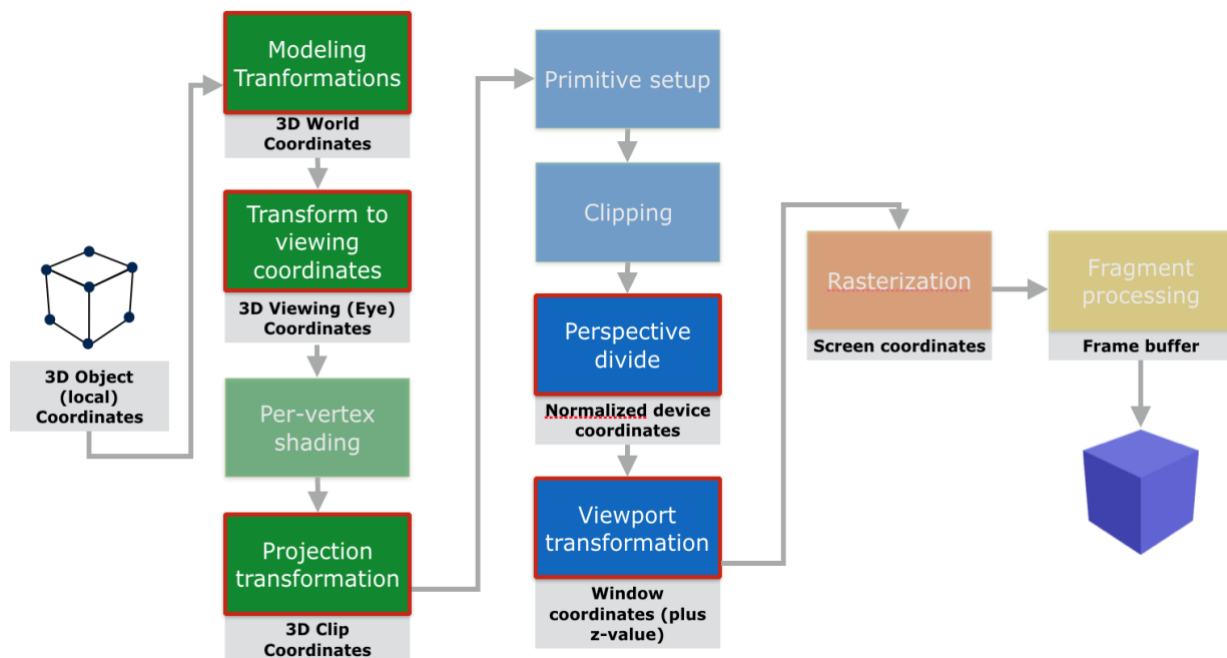 3D Object
(local)
Coordinates
Modeling
Tranformations
3D World
Coordinates
Transform to
viewing
coordinates
3D Viewing (Eye)
Coordinates
Per-vertex
shading
Projection
transformation
3D Clip
Coordinates
Primitive setup
Clipping
Perspective
divide
Normalized device
coordinates
Viewport
transformation
Window
coordinates (plus
z-value)
Rasterization
Screen coordinates
Fragment
processing
Frame buffer